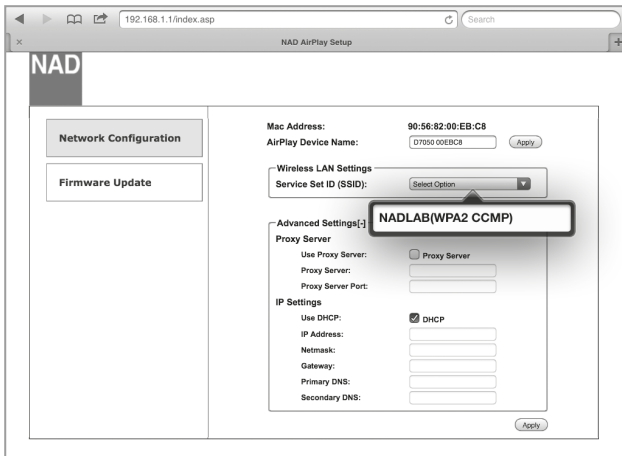 192.168.1.1/index.asp
Search
NAD AirPlay Setup
NAD
Network Configuration
Firmware Update
Mac Address: 90:56:82:00:EB:C8
AirPlay Device Name: D7050 00EBC8 Apply
Wireless LAN Settings
Service Set ID (SSID): Select Option
NADLAB(WPA2 CCMP)
Advanced Settings[-]
Proxy Server
Use Proxy Server: Proxy Server
Proxy Server:
Proxy Server Port:
IP Settings
Use DHCP: DHCP
IP Address:
Netmask:
Gateway:
Primary DNS:
Secondary DNS:
Apply